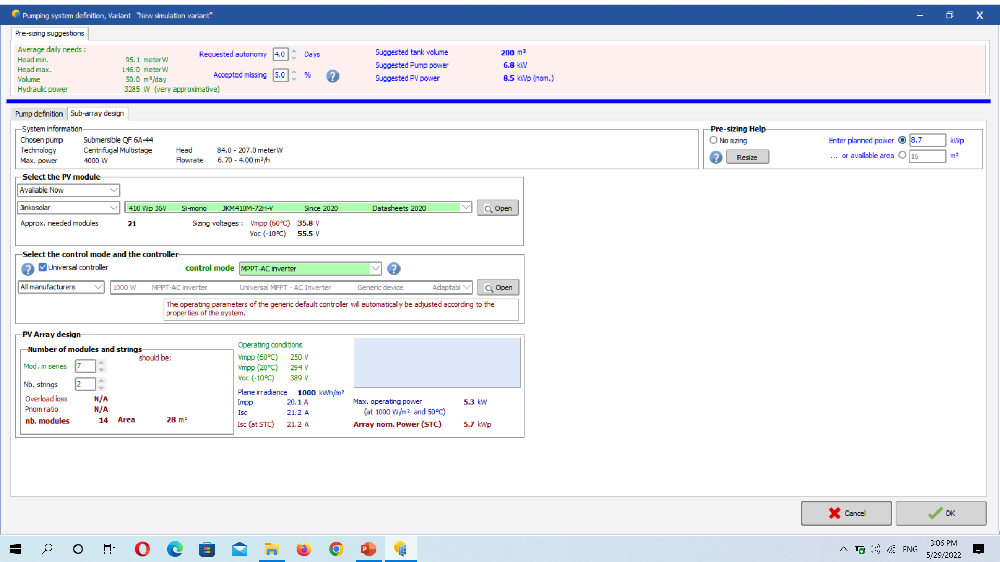 Pumping system definition, Variant   "New simulation variant"
Pre-sizing suggestions
Average daily needs :
Head min. 95.1 meterW
Head max. 146.0 meterW
Volume 50.0 m³/day
Hydraulic power 3285 W (very approximative)
Requested autonomy 4.0 Days
Accepted missing 5.0 % ?
Suggested tank volume 200 m³
Suggested Pump power 6.8 kW
Suggested PV power 8.5 kWp (nom.)
Pump definition Sub-array design
System information
Chosen pump Submersible QF 6A-44
Technology Centrifugal Multistage Head 84.0 - 207.0 meterW
Max. power 4000 W Flowrate 6.70 - 4.00 m³/h
Pre-sizing Help
No sizing Enter planned power 8.7 kWp
? Resize ... or available area 16 m²
Select the PV module
Available Now
Jinkosolar 410 Wp 36V Si-mono JKM410M-72H-V Since 2020 Datasheets 2020 Open
Approx. needed modules 21 Sizing voltages : Vmpp (60°C) 35.8 V
Voc (-10°C) 55.5 V
Select the control mode and the controller
? Universal controller control mode MPPT-AC inverter ?
All manufacturers 1000 W MPPT-AC inverter Universal MPPT - AC Inverter Generic device Adaptabl Open
The operating parameters of the generic default controller will automatically be adjusted according to the
properties of the system.
PV Array design
Number of modules and strings
should be:
Mod. in series 7
Nb. strings 2
Overload loss N/A
Pnom ratio N/A
nb. modules 14 Area 28 m²
Operating conditions
Vmpp (60°C) 250 V
Vmpp (20°C) 294 V
Voc (-10°C) 389 V
Plane irradiance 1000 kWh/m²
Impp 20.1 A
Isc 21.2 A
Isc (at STC) 21.2 A
Max. operating power 5.3 kW
(at 1000 W/m² and 50°C)
Array nom. Power (STC) 5.7 kWp
Cancel OK
P
ENG
3:06 PM
5/29/2022